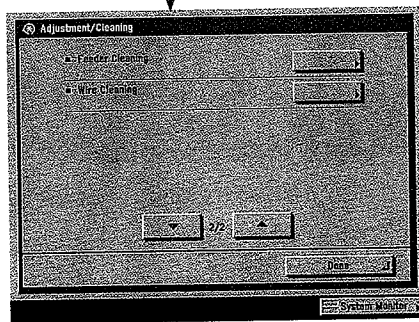 Adjustment/Cleaning
Feeder Cleaning
Wire Cleaning
2/2
Done
System Monitor